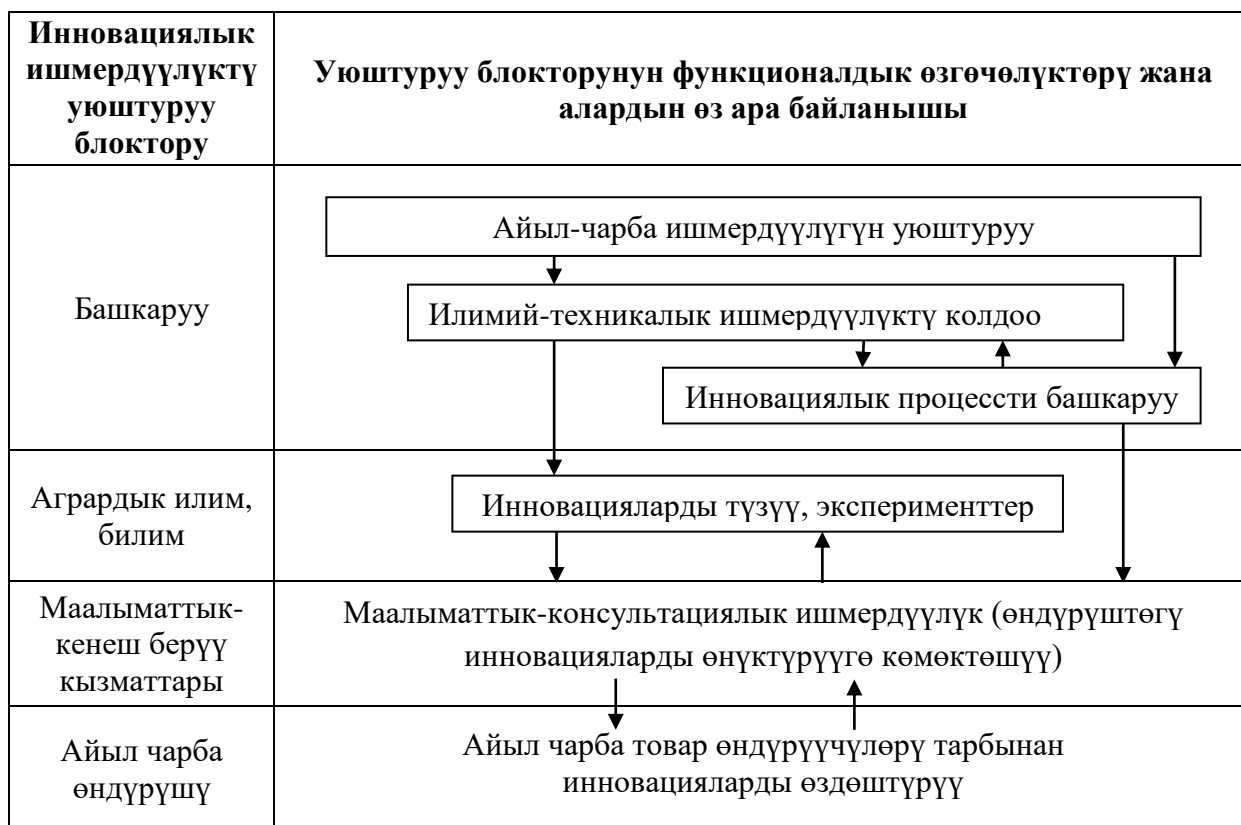 Инновациялык
ишмердүүлүктү
уюштуруу
блоктору
Уюштуруу блокторунун функционалдык өзгөчөлүктөрү жана
алардын өз ара байланышы
Башкаруу
Айыл-чарба ишмердүүлүгүн уюштуруу
Илимий-техникалык ишмердүүлүктү колдоо
Инновациялык процессти башкаруу
Агрардык илим,
билим
Инновацияларды түзүү, эксперименттер
Маалыматтык-
кенеш берүү
кызматтары
Маалыматтык-консультациялык ишмердүүлүк (өндүрүштөгү
инновацияларды өнүктүрүүгө көмөктөшүү)
Айыл чарба
өндүрүшү
Айыл чарба товар өндүрүүчүлөрү тарбынан
инновацияларды өздөштүрүү